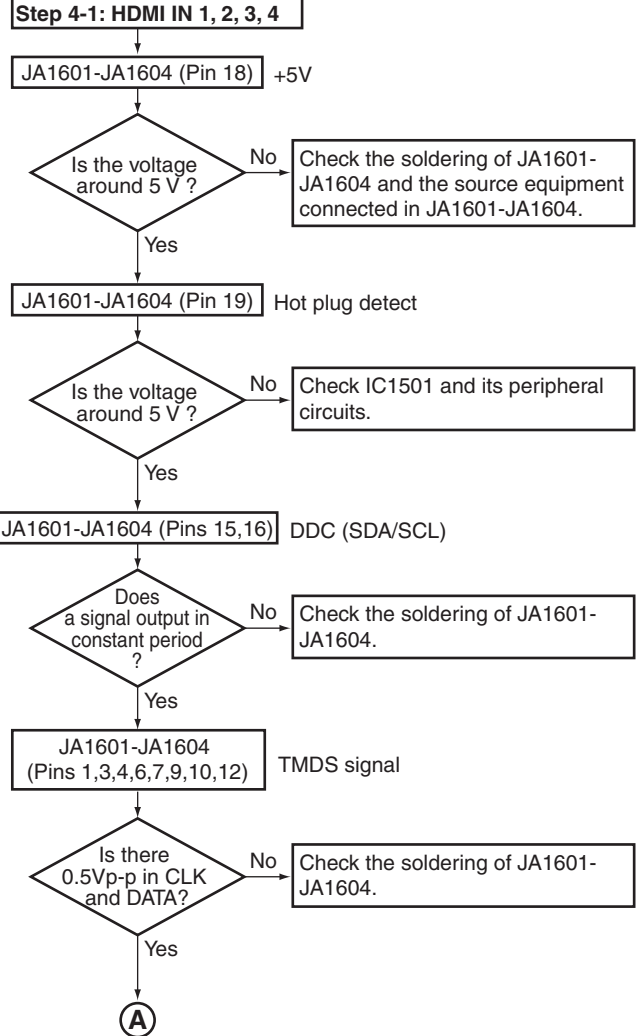 Step 4-1: HDMI IN 1, 2, 3, 4
JA1601-JA1604 (Pin 18)
+5V
Is the voltage
around 5 V ?
No
Check the soldering of JA1601-
JA1604 and the source equipment
connected in JA1601-JA1604.
Yes
JA1601-JA1604 (Pin 19)
Hot plug detect
Is the voltage
around 5 V ?
No
Check IC1501 and its peripheral
circuits.
Yes
JA1601-JA1604 (Pins 15,16)
DDC (SDA/SCL)
Does
a signal output in
constant period
?
No
Check the soldering of JA1601-
JA1604.
Yes
JA1601-JA1604
(Pins 1,3,4,6,7,9,10,12)
TMDS signal
Is there
0.5Vp-p in CLK
and DATA?
No
Check the soldering of JA1601-
JA1604.
Yes
A